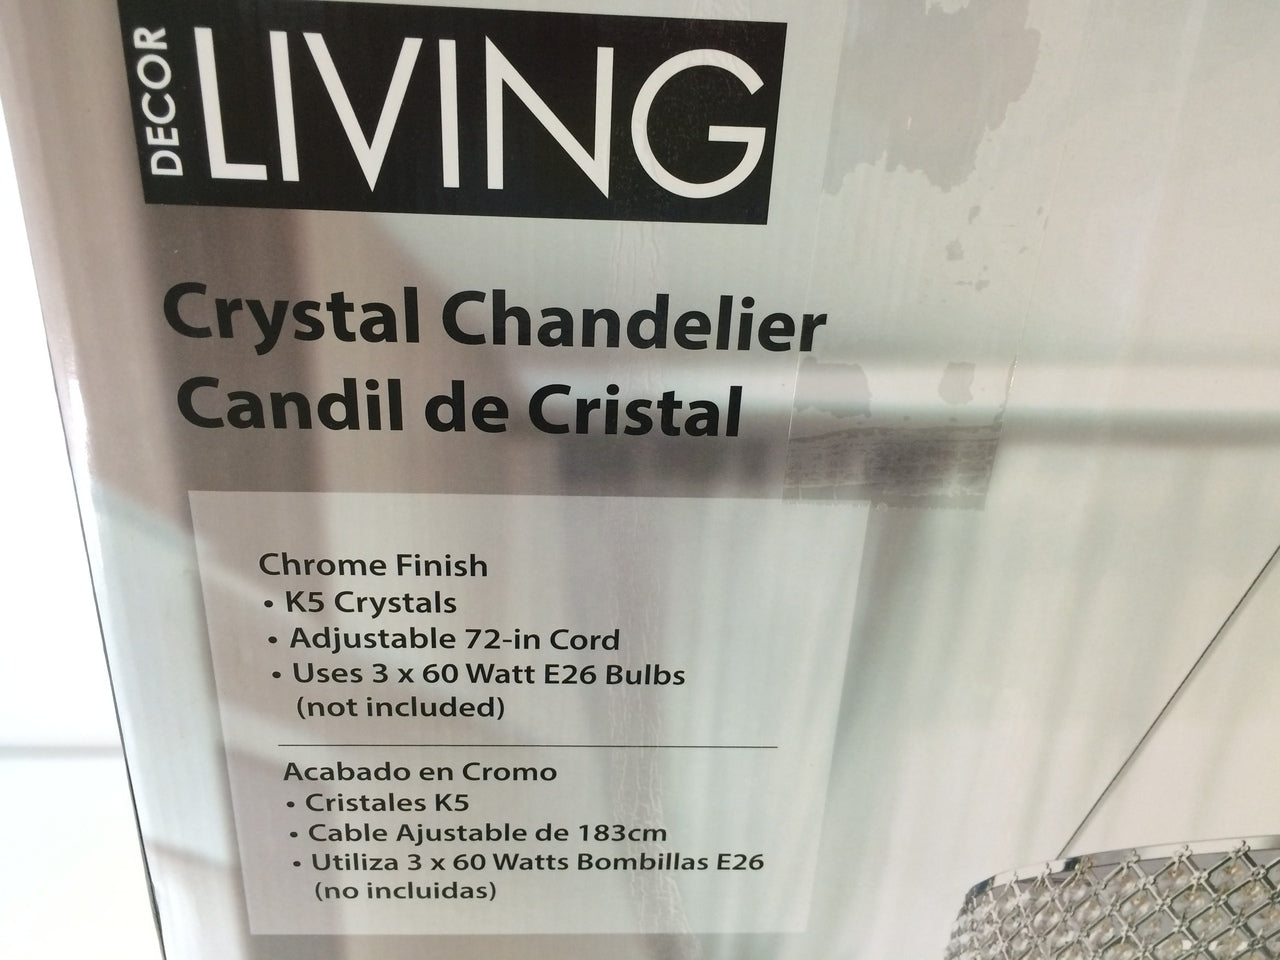 DECOR LIVING
Crystal Chandelier
Candil de Cristal
Chrome Finish
• K5 Crystals
• Adjustable 72-in Cord
• Uses 3 x 60 Watt E26 Bulbs
(not included)
Acabado en Cromo
• Cristales K5
• Cable Ajustable de 183cm
• Utiliza 3 x 60 Watts Bombillas E26
(no incluidas)